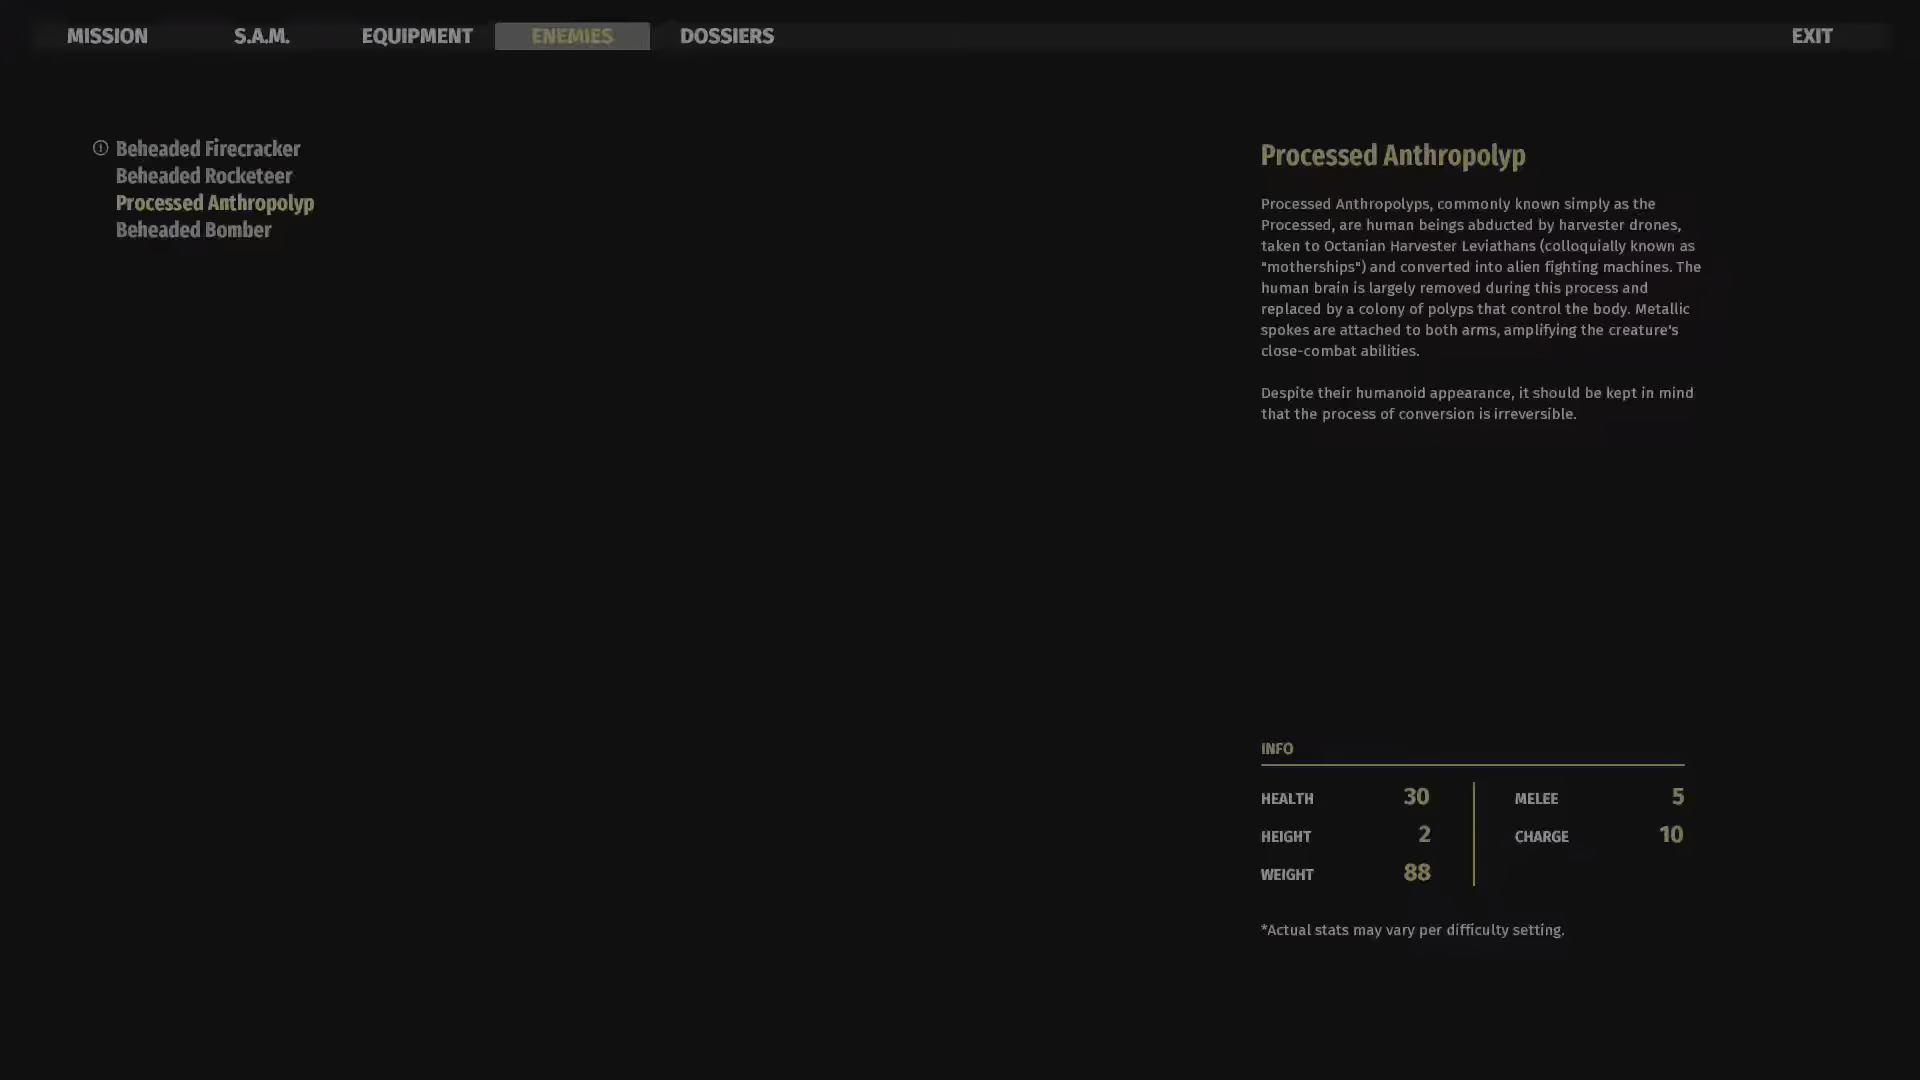 MISSION S.A.M. EQUIPMENT ENEMIES DOSSIERS EXIT
Beheaded Firecracker
Beheaded Rocketeer
Processed Anthropolyp
Beheaded Bomber
Processed Anthropolyp
Processed Anthropolyps, commonly known simply as the
Processed, are human beings abducted by harvester drones,
taken to Octanian Harvester Leviathans (colloquially known as
"motherships") and converted into alien fighting machines. The
human brain is largely removed during this process and
replaced by a colony of polyps that control the body. Metallic
spokes are attached to both arms, amplifying the creature's
close-combat abilities.
Despite their humanoid appearance, it should be kept in mind
that the process of conversion is irreversible.
INFO
HEALTH 30 MELEE 5
HEIGHT 2 CHARGE 10
WEIGHT 88
*Actual stats may vary per difficulty setting.